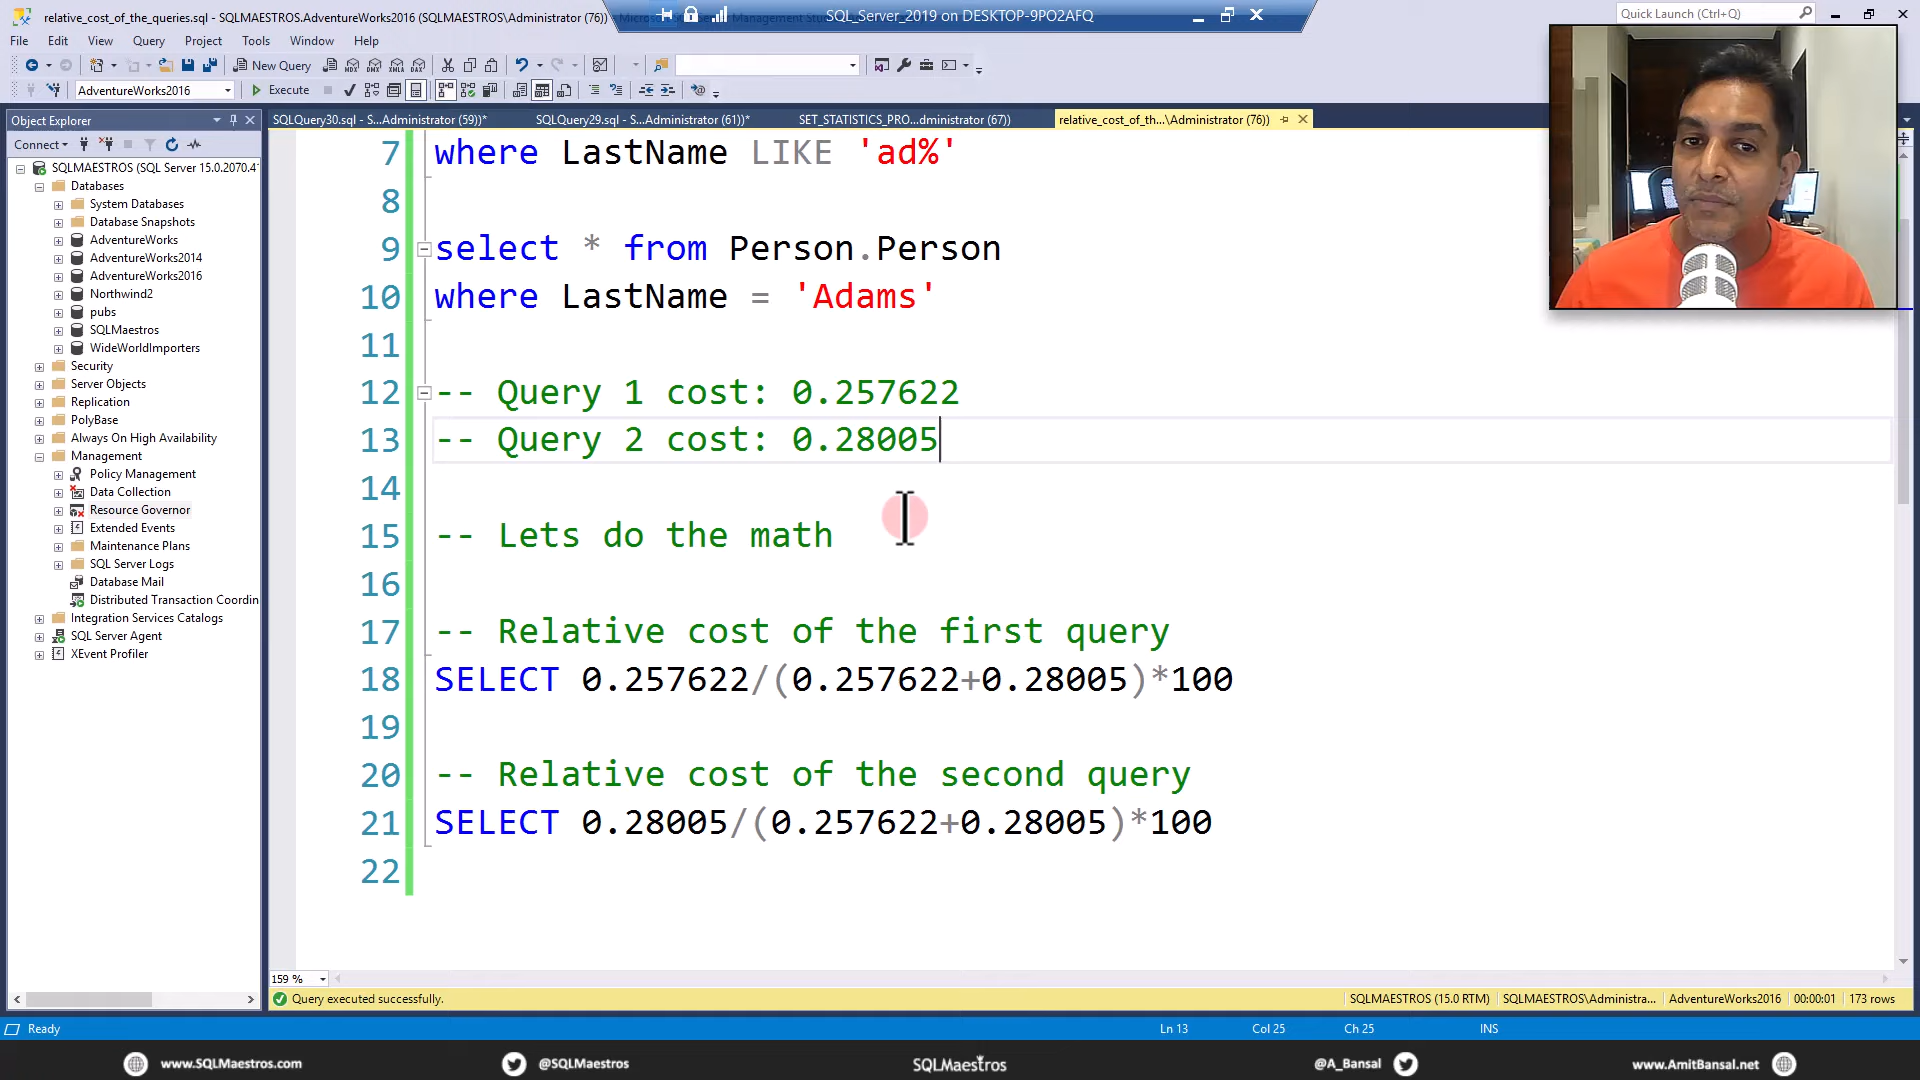 relative_cost_of_the_queries.sql - SQLMAESTROS.AdventureWorks2016 (SQLMAESTROS\Administrator (76))
SQL_Server_2019 on DESKTOP-9PO2AFQ
Quick Launch (Ctrl+Q)
File Edit View Query Project Tools Window Help
New Query
AdventureWorks2016
Execute
Object Explorer
SQLQuery30.sql - S...Administrator (59))*
SQLQuery29.sql - S...Administrator (61))*
SET_STATISTICS_PRO...dministrator (67))
relative_cost_of_th...\Administrator (76))
Connect
SQLMAESTROS (SQL Server 15.0.2070.4
Databases
System Databases
Database Snapshots
AdventureWorks
AdventureWorks2014
AdventureWorks2016
Northwind2
pubs
SQLMaestros
WideWorldImporters
Security
Server Objects
Replication
PolyBase
Always On High Availability
Management
Policy Management
Data Collection
Resource Governor
Extended Events
Maintenance Plans
SQL Server Logs
Database Mail
Distributed Transaction Coordin
Integration Services Catalogs
SQL Server Agent
XEvent Profiler
7 where LastName LIKE 'ad%'
8
9 select * from Person.Person
10 where LastName = 'Adams'
11
12 -- Query 1 cost: 0.257622
13 -- Query 2 cost: 0.28005
14
15 -- Lets do the math
16
17 -- Relative cost of the first query
18 SELECT 0.257622/(0.257622+0.28005)*100
19
20 -- Relative cost of the second query
21 SELECT 0.28005/(0.257622+0.28005)*100
22
159 %
Query executed successfully.
SQLMAESTROS (15.0 RTM) SQLMAESTROS\Administra... AdventureWorks2016 00:00:01 173 rows
Ready
Ln 13 Col 25 Ch 25 INS
www.SQLMaestros.com @SQLMaestros SQLMaestros @A_Bansal www.AmitBansal.net